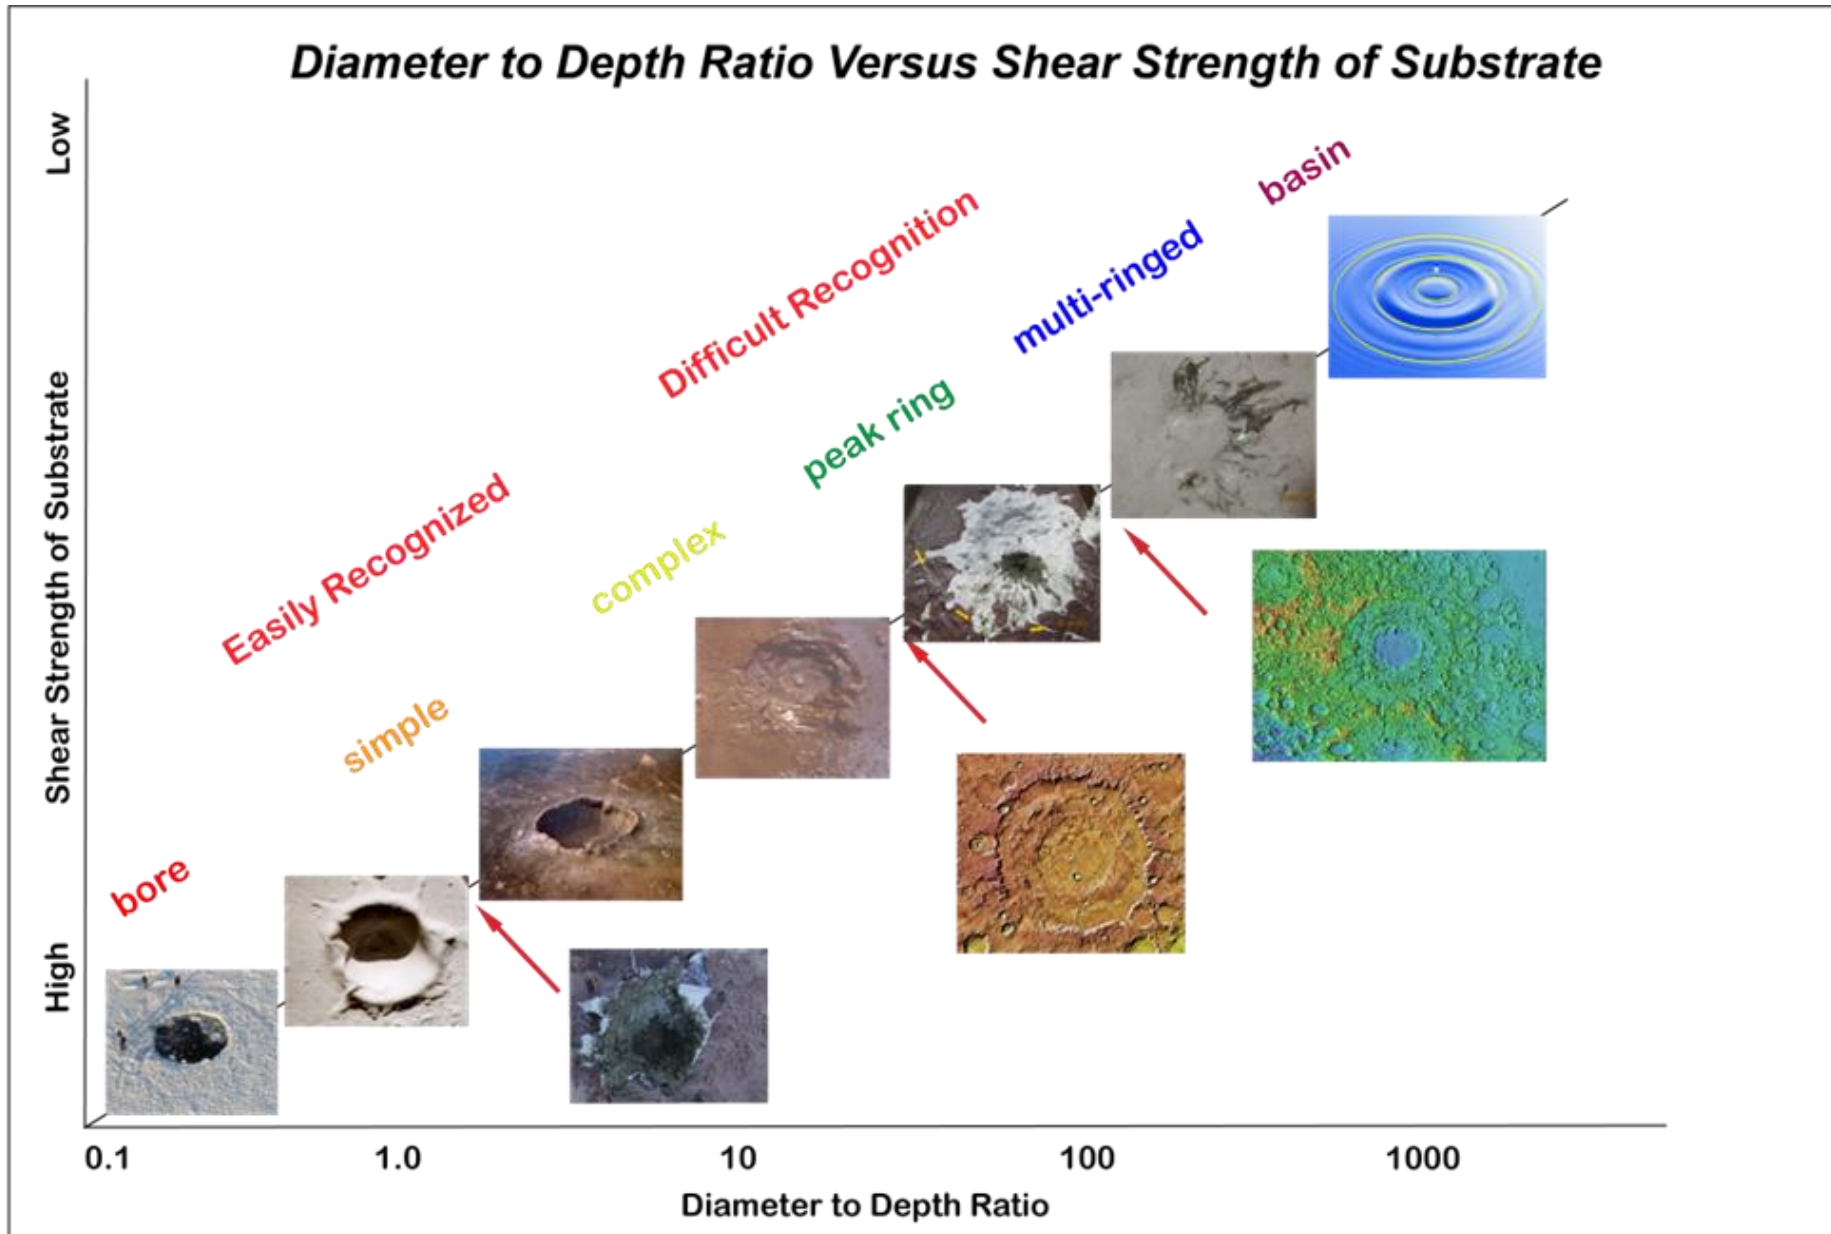 Diameter to Depth Ratio Versus Shear Strength of Substrate
Low
Shear Strength of Substrate
High
basin
multi-ringed
Difficult Recognition
peak ring
complex
Easily Recognized
simple
bore
0.1 1.0 10 100 1000
Diameter to Depth Ratio